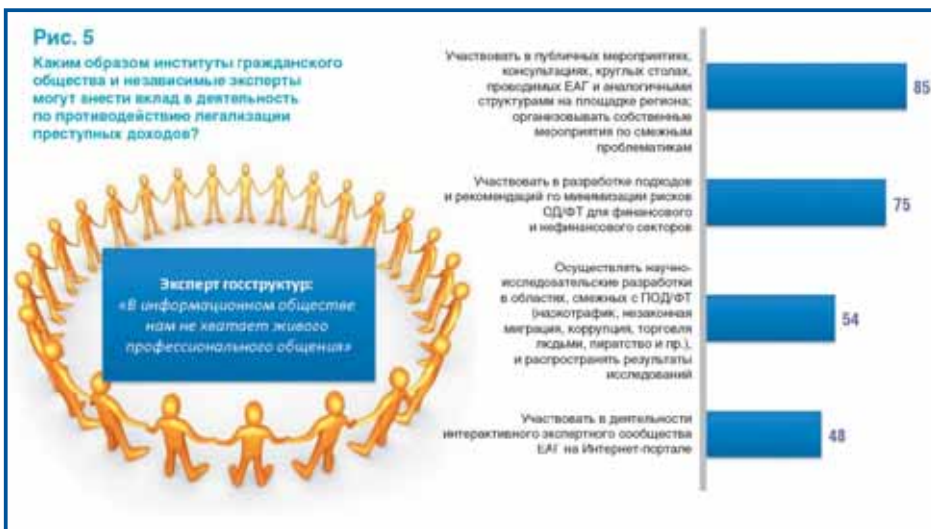 Рис. 5
Каким образом институты гражданского
общества и независимые эксперты
могут внести вклад в деятельность
по противодействию легализации
преступных доходов?
Эксперт госструктур:
«В информационном обществе
нам не хватает живого
профессионального общения»
Участвовать в публичных мероприятиях,
консультациях, круглых столах,
проводимых ЕАГ и аналогичными
структурами на площадке региона;
организовывать собственные
мероприятия по смежным
проблематикам
85
Участвовать в разработке подходов
и рекомендаций го минимизации рисков
ОД/ФТ для финансового
и нефинансового секторов
75
Осуществлять научно-
исследовательские разработки
в областях, смежных с ПОД/ФТ
(наркотрафик, незаконная
миграция, коррупция, торговля
людьми, пиратство и пр.),
и распространять результаты
исследований
54
Участвовать в деятельности
интерактивного экспертного сообщества
ЕАГ на Интернет-портале
48